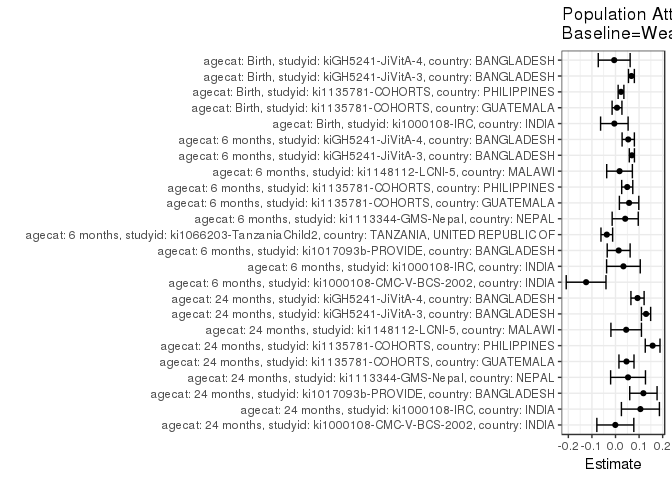 Population Att
Baseline=Wea
agecat: Birth, studyid: kiGH5241-JiVitA-4, country: BANGLADESH
agecat: Birth, studyid: kiGH5241-JiVitA-3, country: BANGLADESH
agecat: Birth, studyid: ki1135781-COHORTS, country: PHILIPPINES
agecat: Birth, studyid: ki1135781-COHORTS, country: GUATEMALA
agecat: Birth, studyid: ki1000108-IRC, country: INDIA
agecat: 6 months, studyid: kiGH5241-JiVitA-4, country: BANGLADESH
agecat: 6 months, studyid: kiGH5241-JiVitA-3, country: BANGLADESH
agecat: 6 months, studyid: ki1148112-LCNI-5, country: MALAWI
agecat: 6 months, studyid: ki1135781-COHORTS, country: PHILIPPINES
agecat: 6 months, studyid: ki1135781-COHORTS, country: GUATEMALA
agecat: 6 months, studyid: ki1113344-GMS-Nepal, country: NEPAL
agecat: 6 months, studyid: ki1066203-TanzaniaChild2, country: TANZANIA, UNITED REPUBLIC OF
agecat: 6 months, studyid: ki1017093b-PROVIDE, country: BANGLADESH
agecat: 6 months, studyid: ki1000108-IRC, country: INDIA
agecat: 6 months, studyid: ki1000108-CMC-V-BCS-2002, country: INDIA
agecat: 24 months, studyid: kiGH5241-JiVitA-4, country: BANGLADESH
agecat: 24 months, studyid: kiGH5241-JiVitA-3, country: BANGLADESH
agecat: 24 months, studyid: ki1148112-LCNI-5, country: MALAWI
agecat: 24 months, studyid: ki1135781-COHORTS, country: PHILIPPINES
agecat: 24 months, studyid: ki1135781-COHORTS, country: GUATEMALA
agecat: 24 months, studyid: ki1113344-GMS-Nepal, country: NEPAL
agecat: 24 months, studyid: ki1017093b-PROVIDE, country: BANGLADESH
agecat: 24 months, studyid: ki1000108-IRC, country: INDIA
agecat: 24 months, studyid: ki1000108-CMC-V-BCS-2002, country: INDIA
-0.2 -0.1 0.0 0.1 0.2
Estimate